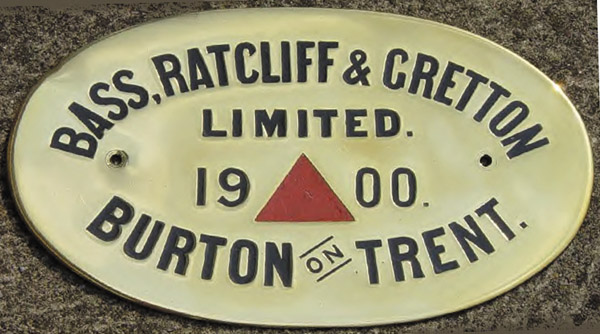 BASS, RATCLIFF & GRETTON
LIMITED.
19 00.
BURTON ON TRENT.